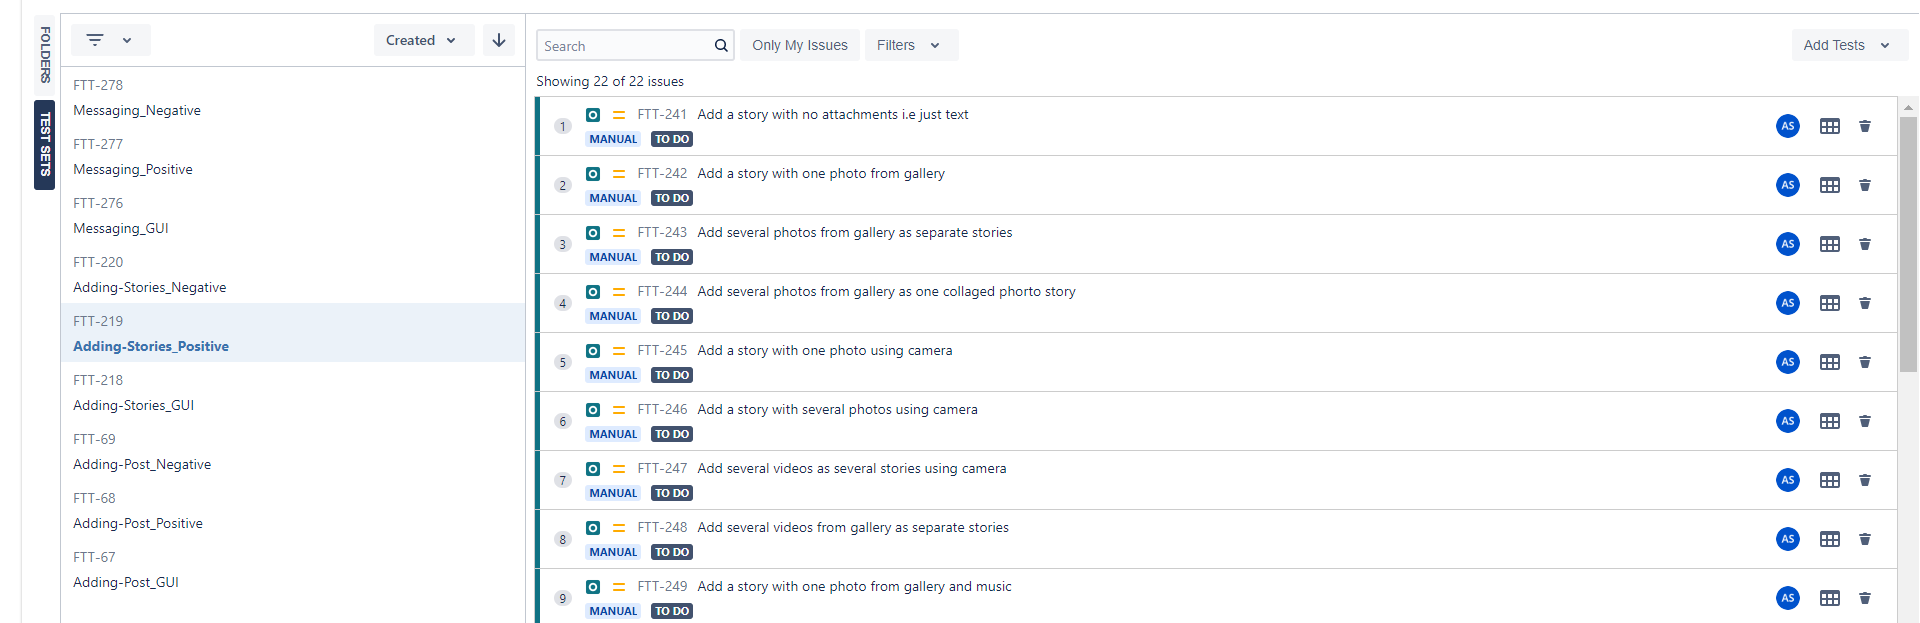 FOLDERS
TEST SETS
Created
FTT-278
Messaging_Negative
FTT-277
Messaging_Positive
FTT-276
Messaging_GUI
FTT-220
Adding-Stories_Negative
FTT-219
Adding-Stories_Positive
FTT-218
Adding-Stories_GUI
FTT-69
Adding-Post_Negative
FTT-68
Adding-Post_Positive
FTT-67
Adding-Post_GUI
Search Only My Issues Filters Add Tests
Showing 22 of 22 issues
1 FTT-241 Add a story with no attachments i.e just text AS
MANUAL TO DO
2 FTT-242 Add a story with one photo from gallery AS
MANUAL TO DO
3 FTT-243 Add several photos from gallery as separate stories AS
MANUAL TO DO
4 FTT-244 Add several photos from gallery as one collaged phorto story AS
MANUAL TO DO
5 FTT-245 Add a story with one photo using camera AS
MANUAL TO DO
6 FTT-246 Add a story with several photos using camera AS
MANUAL TO DO
7 FTT-247 Add several videos as several stories using camera AS
MANUAL TO DO
8 FTT-248 Add several videos from gallery as separate stories AS
MANUAL TO DO
9 FTT-249 Add a story with one photo from gallery and music AS
MANUAL TO DO